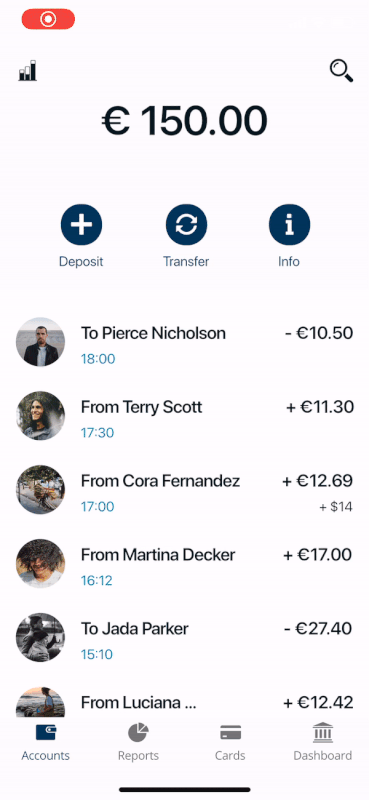 € 150.00
Deposit Transfer Info
To Pierce Nicholson - €10.50
18:00
From Terry Scott + €11.30
17:30
From Cora Fernandez + €12.69
17:00 + $14
From Martina Decker + €17.00
16:12
To Jada Parker - €27.40
15:10
From Luciana ... + €12.42
Accounts Reports Cards Dashboard